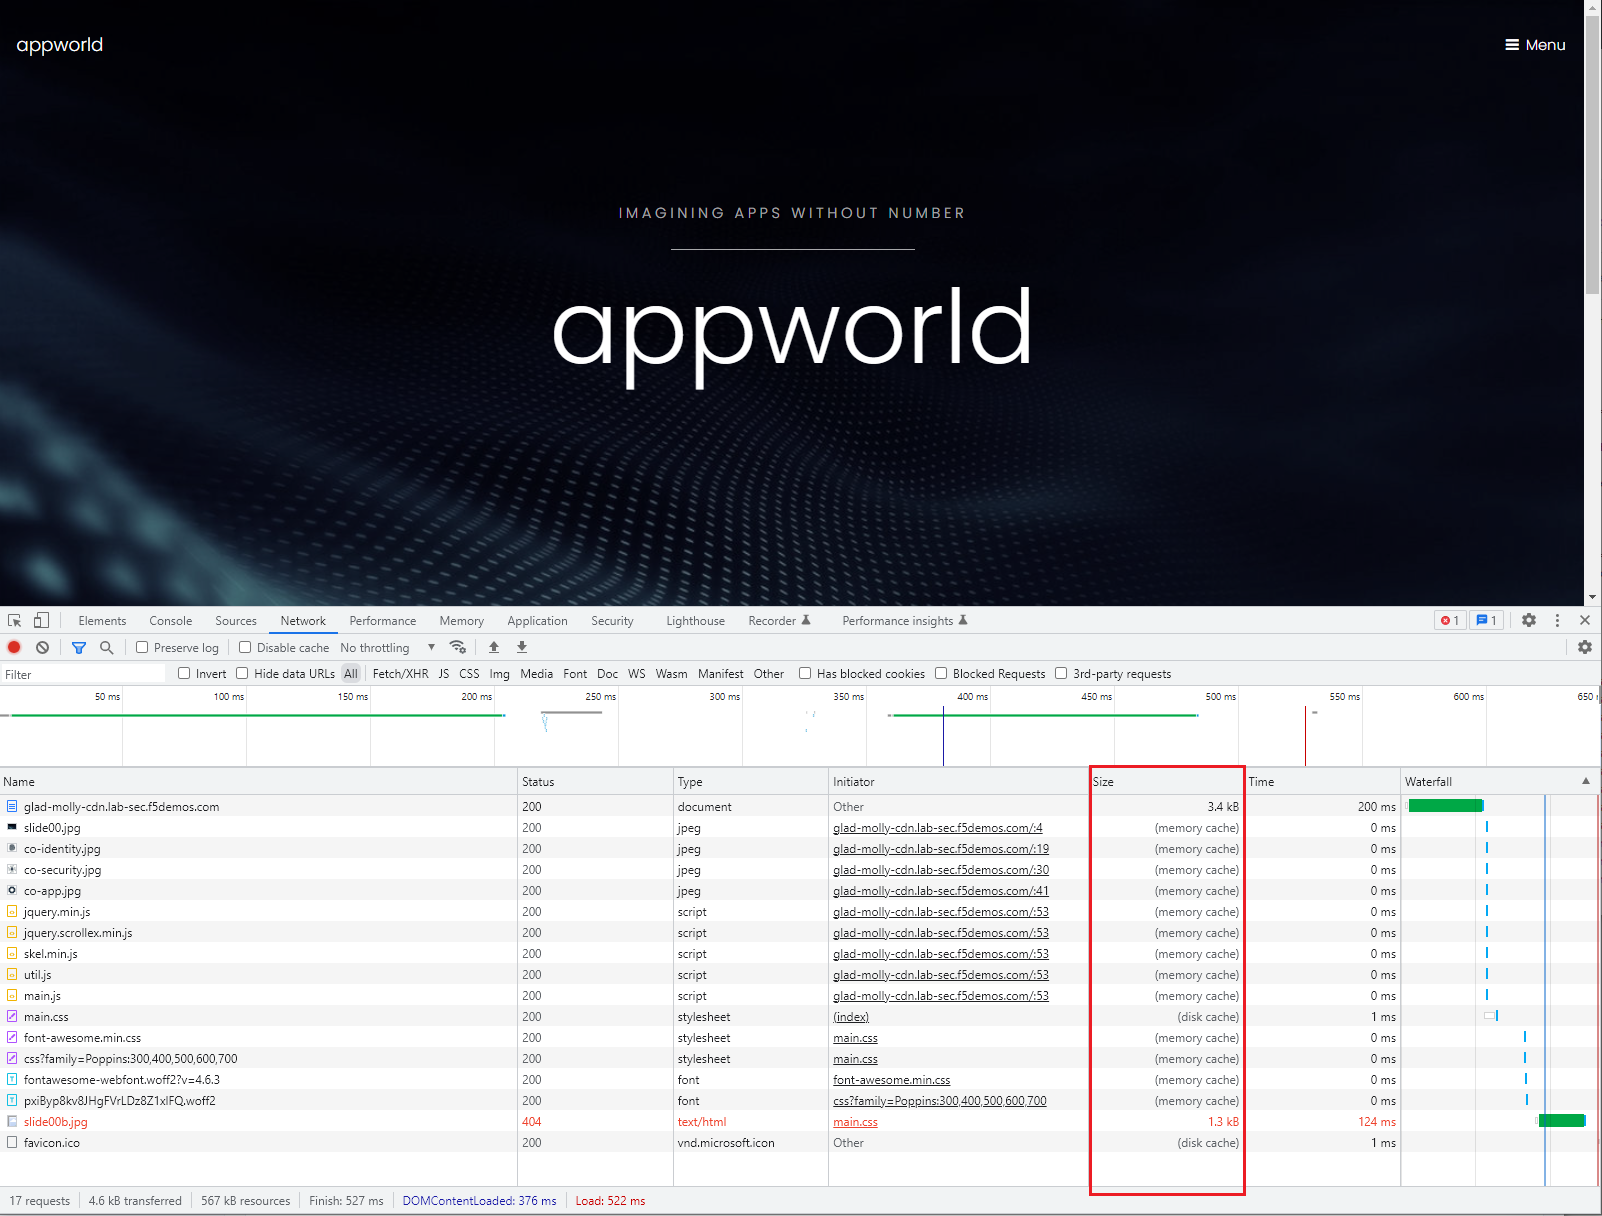 appworld
Menu
IMAGINING APPS WITHOUT NUMBER
appworld
Elements Console Sources Network Performance Memory Application Security Lighthouse Recorder Performance insights 1 1
Preserve log Disable cache No throttling
Filter Invert Hide data URLs All Fetch/XHR JS CSS Img Media Font Doc WS Wasm Manifest Other Has blocked cookies Blocked Requests 3rd-party requests
50 ms 100 ms 150 ms 200 ms 250 ms 300 ms 350 ms 400 ms 450 ms 500 ms 550 ms 600 ms 650
Name Status Type Initiator Size Time Waterfall
glad-molly-cdn.lab-sec.f5demos.com 200 document Other 3.4 kB 200 ms
slide00.jpg 200 jpeg glad-molly-cdn.lab-sec.f5demos.com/:4 (memory cache) 0 ms
co-identity.jpg 200 jpeg glad-molly-cdn.lab-sec.f5demos.com/:19 (memory cache) 0 ms
co-security.jpg 200 jpeg glad-molly-cdn.lab-sec.f5demos.com/:30 (memory cache) 0 ms
co-app.jpg 200 jpeg glad-molly-cdn.lab-sec.f5demos.com/:41 (memory cache) 0 ms
jquery.min.js 200 script glad-molly-cdn.lab-sec.f5demos.com/:53 (memory cache) 0 ms
jquery.scrollex.min.js 200 script glad-molly-cdn.lab-sec.f5demos.com/:53 (memory cache) 0 ms
skel.min.js 200 script glad-molly-cdn.lab-sec.f5demos.com/:53 (memory cache) 0 ms
util.js 200 script glad-molly-cdn.lab-sec.f5demos.com/:53 (memory cache) 0 ms
main.js 200 script glad-molly-cdn.lab-sec.f5demos.com/:53 (memory cache) 0 ms
main.css 200 stylesheet (index) (disk cache) 1 ms
font-awesome.min.css 200 stylesheet main.css (memory cache) 0 ms
css?family=Poppins:300,400,500,600,700 200 stylesheet main.css (memory cache) 0 ms
fontawesome-webfont.woff2?v=4.6.3 200 font font-awesome.min.css (memory cache) 0 ms
pxiByp8kv8JHgFVrLDz8Z1xlFQ.woff2 200 font css?family=Poppins:300,400,500,600,700 (memory cache) 0 ms
slide00b.jpg 404 text/html main.css 1.3 kB 124 ms
favicon.ico 200 vnd.microsoft.icon Other (disk cache) 1 ms
17 requests 4.6 kB transferred 567 kB resources Finish: 527 ms DOMContentLoaded: 376 ms Load: 522 ms